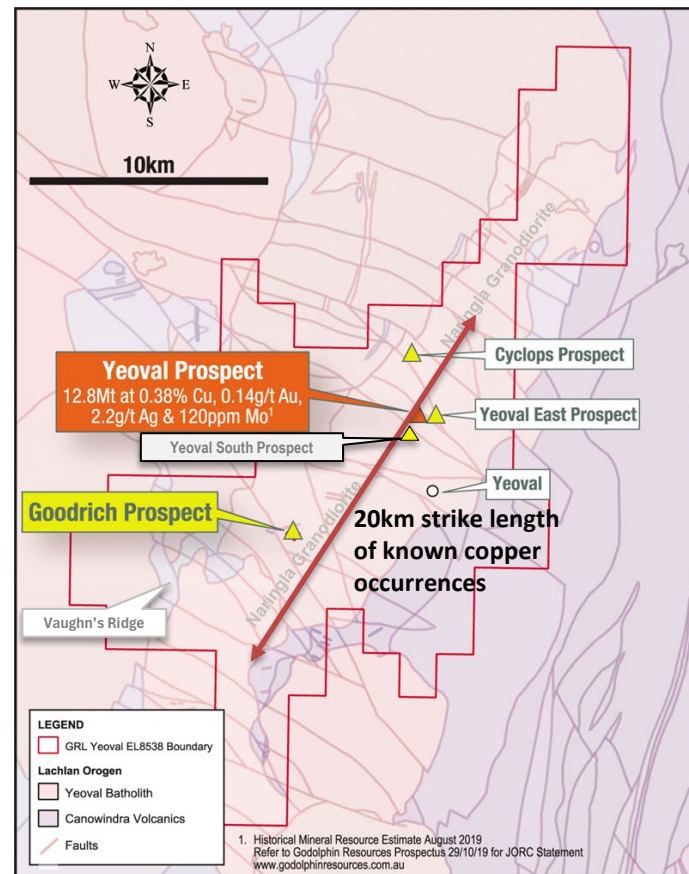 N
W
E
S
10km
Naringla Granodiorite
Cyclops Prospect
Yeoval Prospect
12.8Mt at 0.38% Cu, 0.14g/t Au,
2.2g/t Ag & 120ppm Mo¹
Yeoval East Prospect
Yeoval South Prospect
Yeoval
Goodrich Prospect
20km strike length
of known copper
occurrences
Naringla Granodiorite
Vaughn's Ridge
LEGEND
GRL Yeoval EL8538 Boundary
Lachlan Orogen
Yeoval Batholith
Canowindra Volcanics
Faults
1. Historical Mineral Resource Estimate August 2019
Refer to Godolphin Resources Prospectus 29/10/19 for JORC Statement
www.godolphinresources.com.au